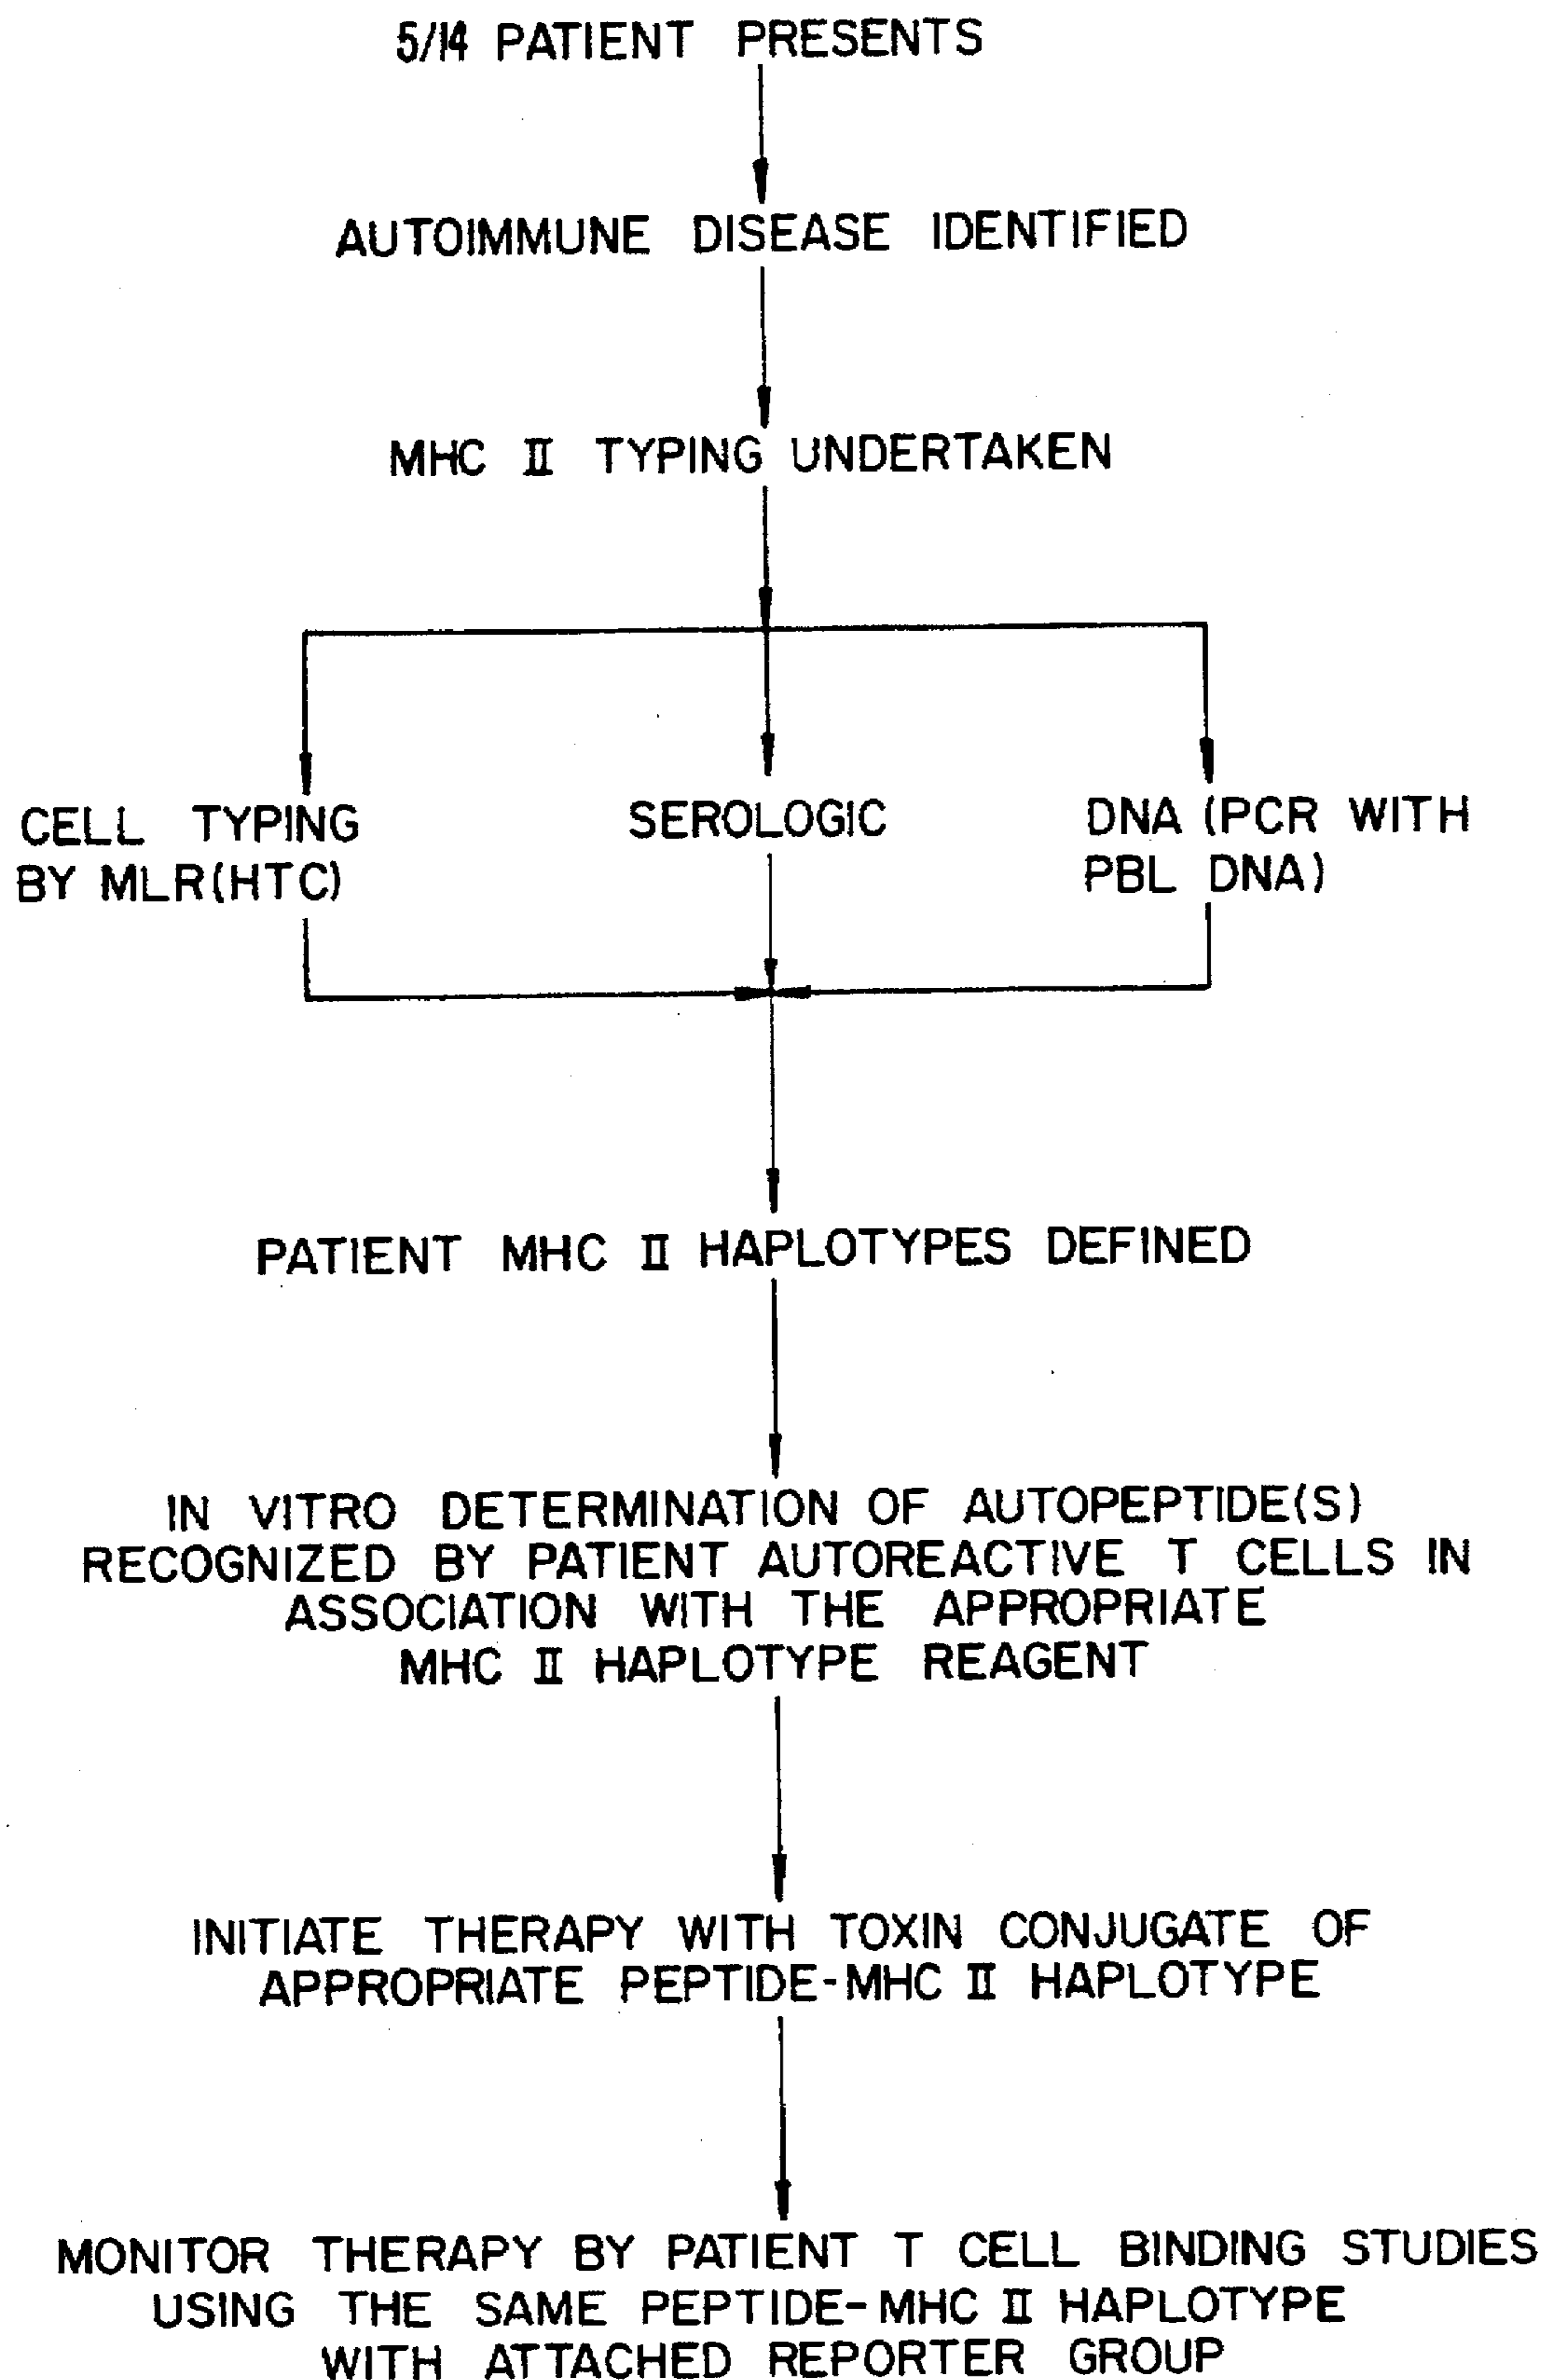 5/14 PATIENT PRESENTS
AUTOIMMUNE DISEASE IDENTIFIED
MHC II TYPING UNDERTAKEN
CELL TYPING
BY MLR(HTC)
SEROLOGIC
DNA (PCR WITH
PBL DNA)
PATIENT MHC II HAPLOTYPES DEFINED
IN VITRO DETERMINATION OF AUTOPEPTIDE(S)
RECOGNIZED BY PATIENT AUTOREACTIVE T CELLS IN
ASSOCIATION WITH THE APPROPRIATE
MHC II HAPLOTYPE REAGENT
INITIATE THERAPY WITH TOXIN CONJUGATE OF
APPROPRIATE PEPTIDE-MHC II HAPLOTYPE
MONITOR THERAPY BY PATIENT T CELL BINDING STUDIES
USING THE SAME PEPTIDE-MHC II HAPLOTYPE
WITH ATTACHED REPORTER GROUP